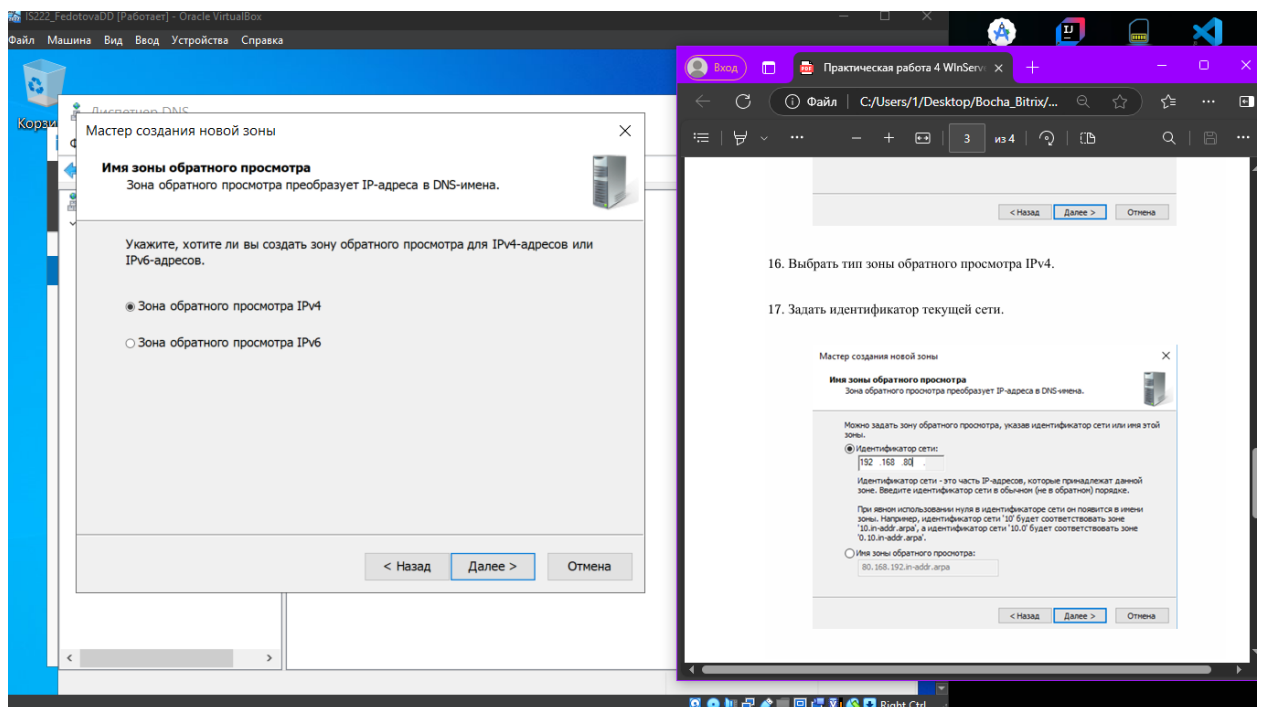 IS222_FedotovaDD [Работает] - Oracle VirtualBox
Файл Машина Вид Ввод Устройства Справка
Диспетчер DNS
Мастер создания новой зоны
Имя зоны обратного просмотра
Зона обратного просмотра преобразует IP-адреса в DNS-имена.
Укажите, хотите ли вы создать зону обратного просмотра для IPv4-адресов или
IPv6-адресов.
Зона обратного просмотра IPv4
Зона обратного просмотра IPv6
< Назад Далее > Отмена
Вход
Практическая работа 4 WInServ
Файл C:/Users/1/Desktop/Bocha_Bitrix/...
3 из 4
< Назад Далее > Отмена
16. Выбрать тип зоны обратного просмотра IPv4.
17. Задать идентификатор текущей сети.
Мастер создания новой зоны
Имя зоны обратного просмотра
Зона обратного просмотра преобразует IP-адреса в DNS-имена.
Можно задать зону обратного просмотра, указав идентификатор сети или имя этой
зоны.
Идентификатор сети:
192 .168 .80 .
Идентификатор сети - это часть IP-адресов, которые принадлежат данной
зоне. Введите идентификатор сети в обычном (не в обратном) порядке.
При явном использовании нуля в идентификаторе сети он появится в имени
зоны. Например, идентификатор сети '10' будет соответствовать зоне
'10.in-addr.arpa', а идентификатор сети '10.0' будет соответствовать зоне
'0.10.in-addr.arpa'.
Имя зоны обратного просмотра:
80.168.192.in-addr.arpa
< Назад Далее > Отмена
Right Ctrl